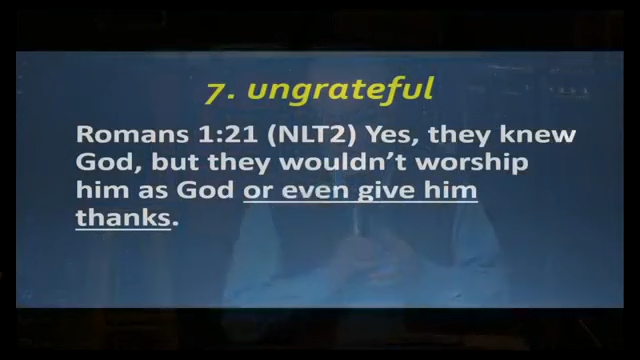 7. ungrateful
Romans 1:21 (NLT2) Yes, they knew
God, but they wouldn’t worship
him as God or even give him
thanks.